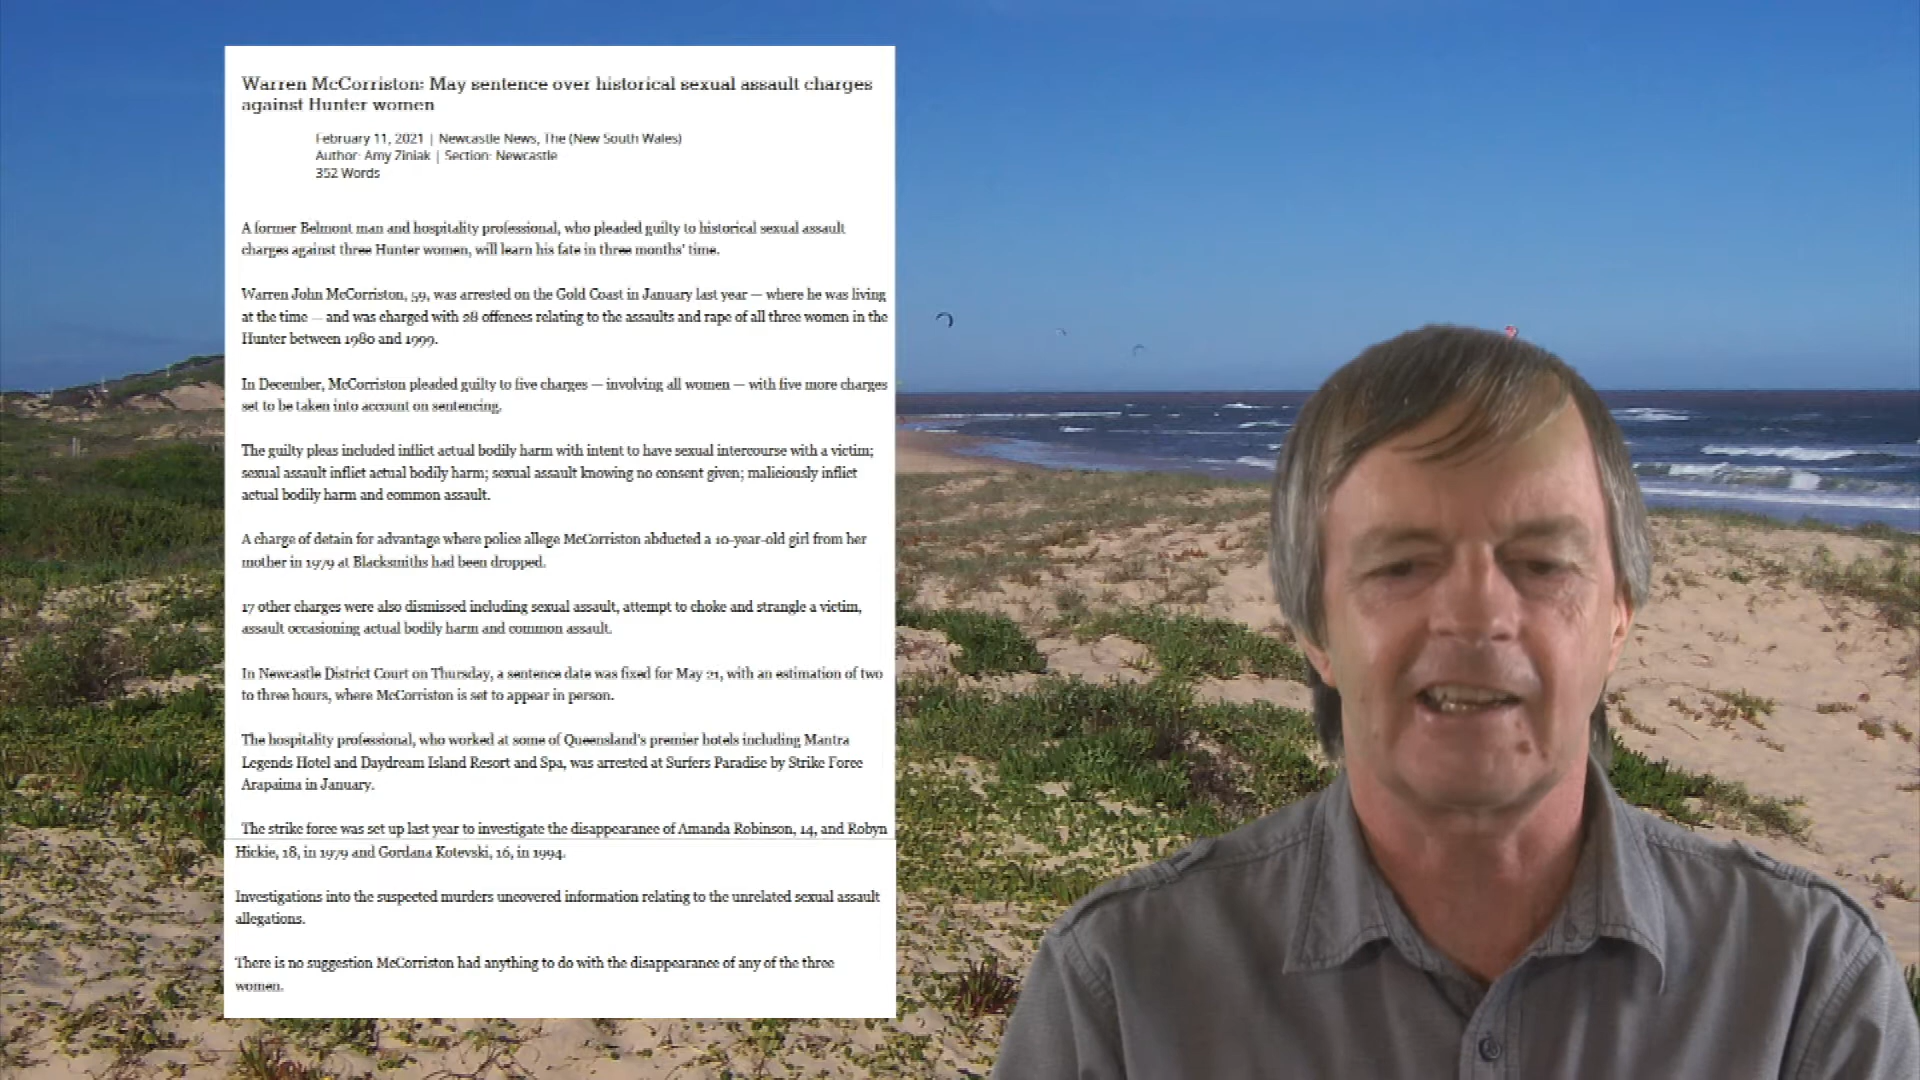 Warren McCorriston: May sentence over historical sexual assault charges
against Hunter women
February 11, 2021 | Newcastle News, The (New South Wales)
Author: Amy Ziniak | Section: Newcastle
352 Words
A former Belmont man and hospitality professional, who pleaded guilty to historical sexual assault
charges against three Hunter women, will learn his fate in three months' time.
Warren John McCorriston, 59, was arrested on the Gold Coast in January last year — where he was living
at the time — and was charged with 28 offences relating to the assaults and rape of all three women in the
Hunter between 1980 and 1999.
In December, McCorriston pleaded guilty to five charges — involving all women — with five more charges
set to be taken into account on sentencing.
The guilty pleas included inflict actual bodily harm with intent to have sexual intercourse with a victim;
sexual assault inflict actual bodily harm; sexual assault knowing no consent given; maliciously inflict
actual bodily harm and common assault.
A charge of detain for advantage where police allege McCorriston abducted a 10-year-old girl from her
mother in 1979 at Blacksmiths had been dropped.
17 other charges were also dismissed including sexual assault, attempt to choke and strangle a victim,
assault occasioning actual bodily harm and common assault.
In Newcastle District Court on Thursday, a sentence date was fixed for May 21, with an estimation of two
to three hours, where McCorriston is set to appear in person.
The hospitality professional, who worked at some of Queensland's premier hotels including Mantra
Legends Hotel and Daydream Island Resort and Spa, was arrested at Surfers Paradise by Strike Force
Arapaima in January.
The strike force was set up last year to investigate the disappearance of Amanda Robinson, 14, and Robyn
Hickie, 18, in 1979 and Gordana Kotevski, 16, in 1994.
Investigations into the suspected murders uncovered information relating to the unrelated sexual assault
allegations.
There is no suggestion McCorriston had anything to do with the disappearance of any of the three
women.